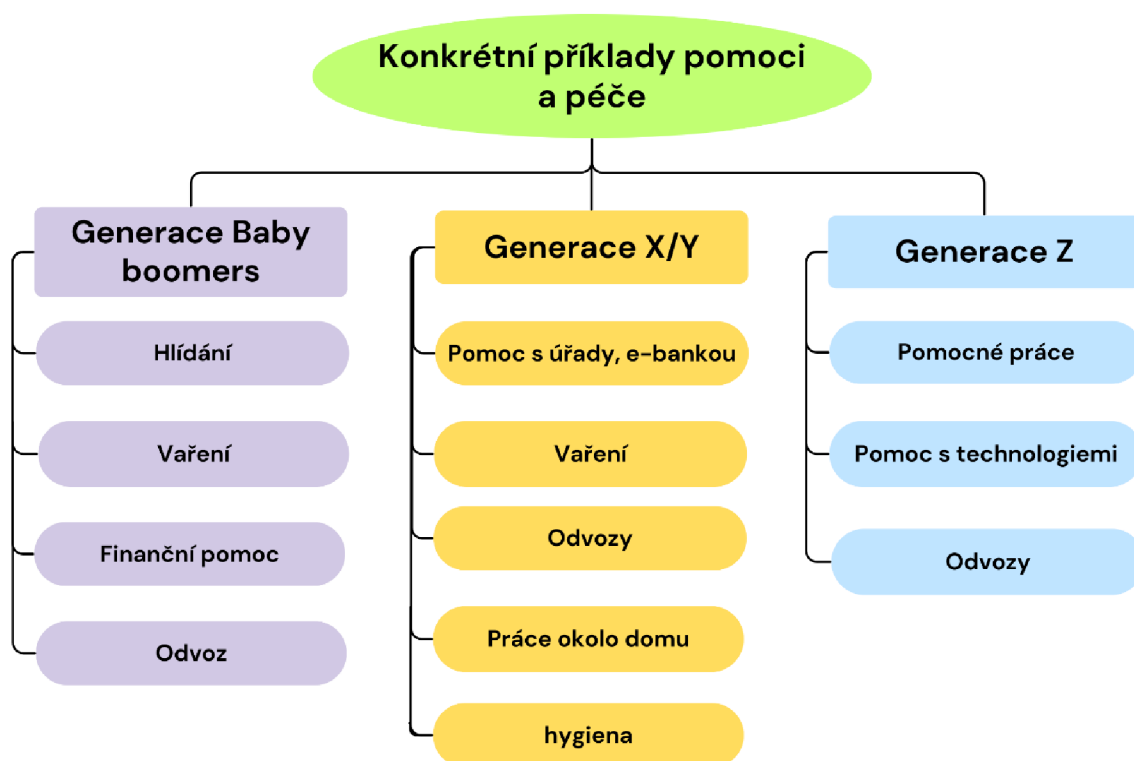 Konkrétní příklady pomoci
a péče
Generace Baby
boomers
Hlídání
Vaření
Finanční pomoc
Odvoz
Generace X/Y
Pomoc s úřady, e-bankou
Vaření
Odvozy
Práce okolo domu
hygiena
Generace Z
Pomocné práce
Pomoc s technologiemi
Odvozy